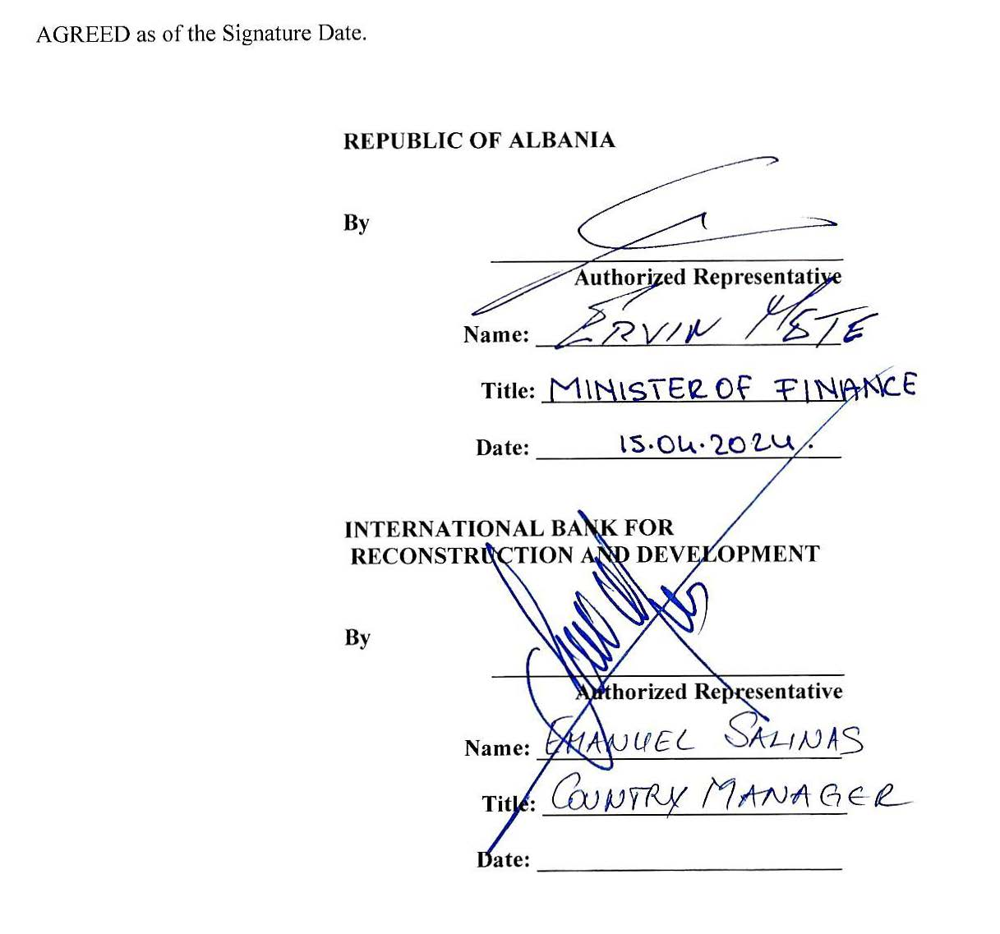 AGREED as of the Signature Date.
REPUBLIC OF ALBANIA
By
Authorized Representative
Name: ERVIN METE
Title: MINISTER OF FINANCE
Date: 15.04.2024.
INTERNATIONAL BANK FOR
RECONSTRUCTION AND DEVELOPMENT
By
Authorized Representative
Name: EMANUEL SALINAS
Title: COUNTRY MANAGER
Date: